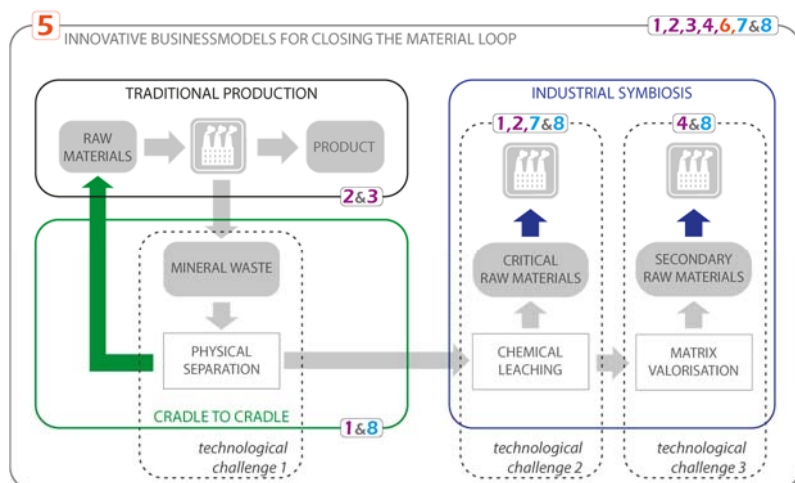 5
INNOVATIVE BUSINESSMODELS FOR CLOSING THE MATERIAL LOOP
1,2,3,4,6,7&8
TRADITIONAL PRODUCTION
RAW
MATERIALS
PRODUCT
2&3
MINERAL WASTE
PHYSICAL
SEPARATION
CRADLE TO CRADLE
1&8
technological
challenge 1
INDUSTRIAL SYMBIOSIS
1,2,7&8
CRITICAL
RAW MATERIALS
CHEMICAL
LEACHING
technological
challenge 2
4&8
SECONDARY
RAW MATERIALS
MATRIX
VALORISATION
technological
challenge 3